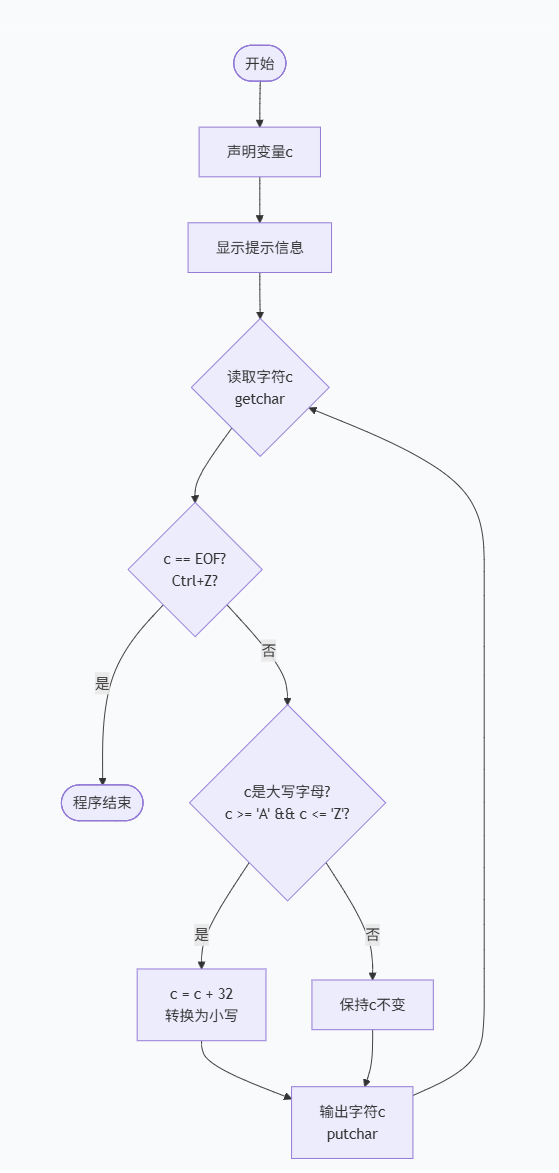 开始
声明变量c
显示提示信息
读取字符c
getchar
c == EOF?
Ctrl+Z?
是
否
程序结束
c是大写字母?
c >= 'A' && c <= 'Z'?
是
否
c = c + 32
转换为小写
保持c不变
输出字符c
putchar